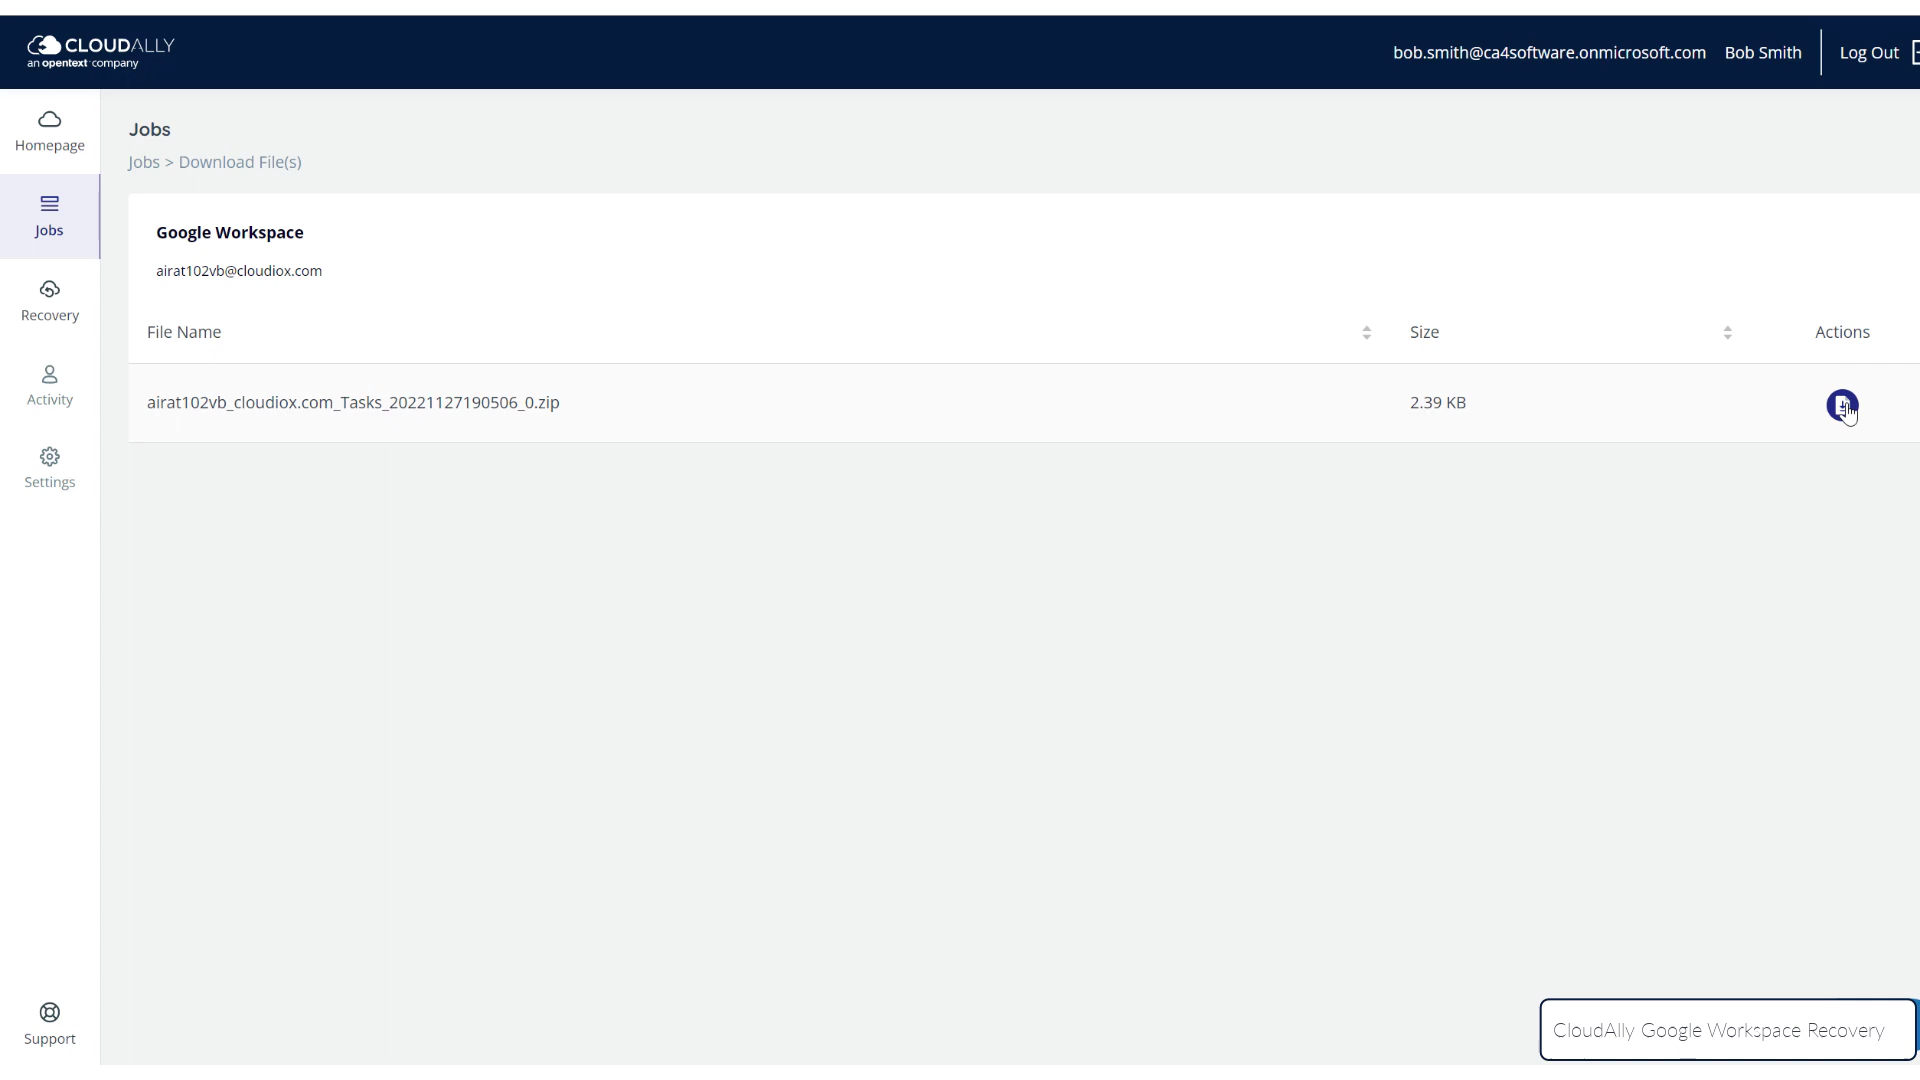 CLOUDALLY
an opentext company
bob.smith@ca4software.onmicrosoft.com Bob Smith Log Out
Homepage
Jobs
Recovery
Activity
Settings
Support
Jobs
Jobs > Download File(s)
Google Workspace
airat102vb@cloudiox.com
File Name Size Actions
airat102vb_cloudiox.com_Tasks_20221127190506_0.zip 2.39 KB
CloudAlly Google Workspace Recovery